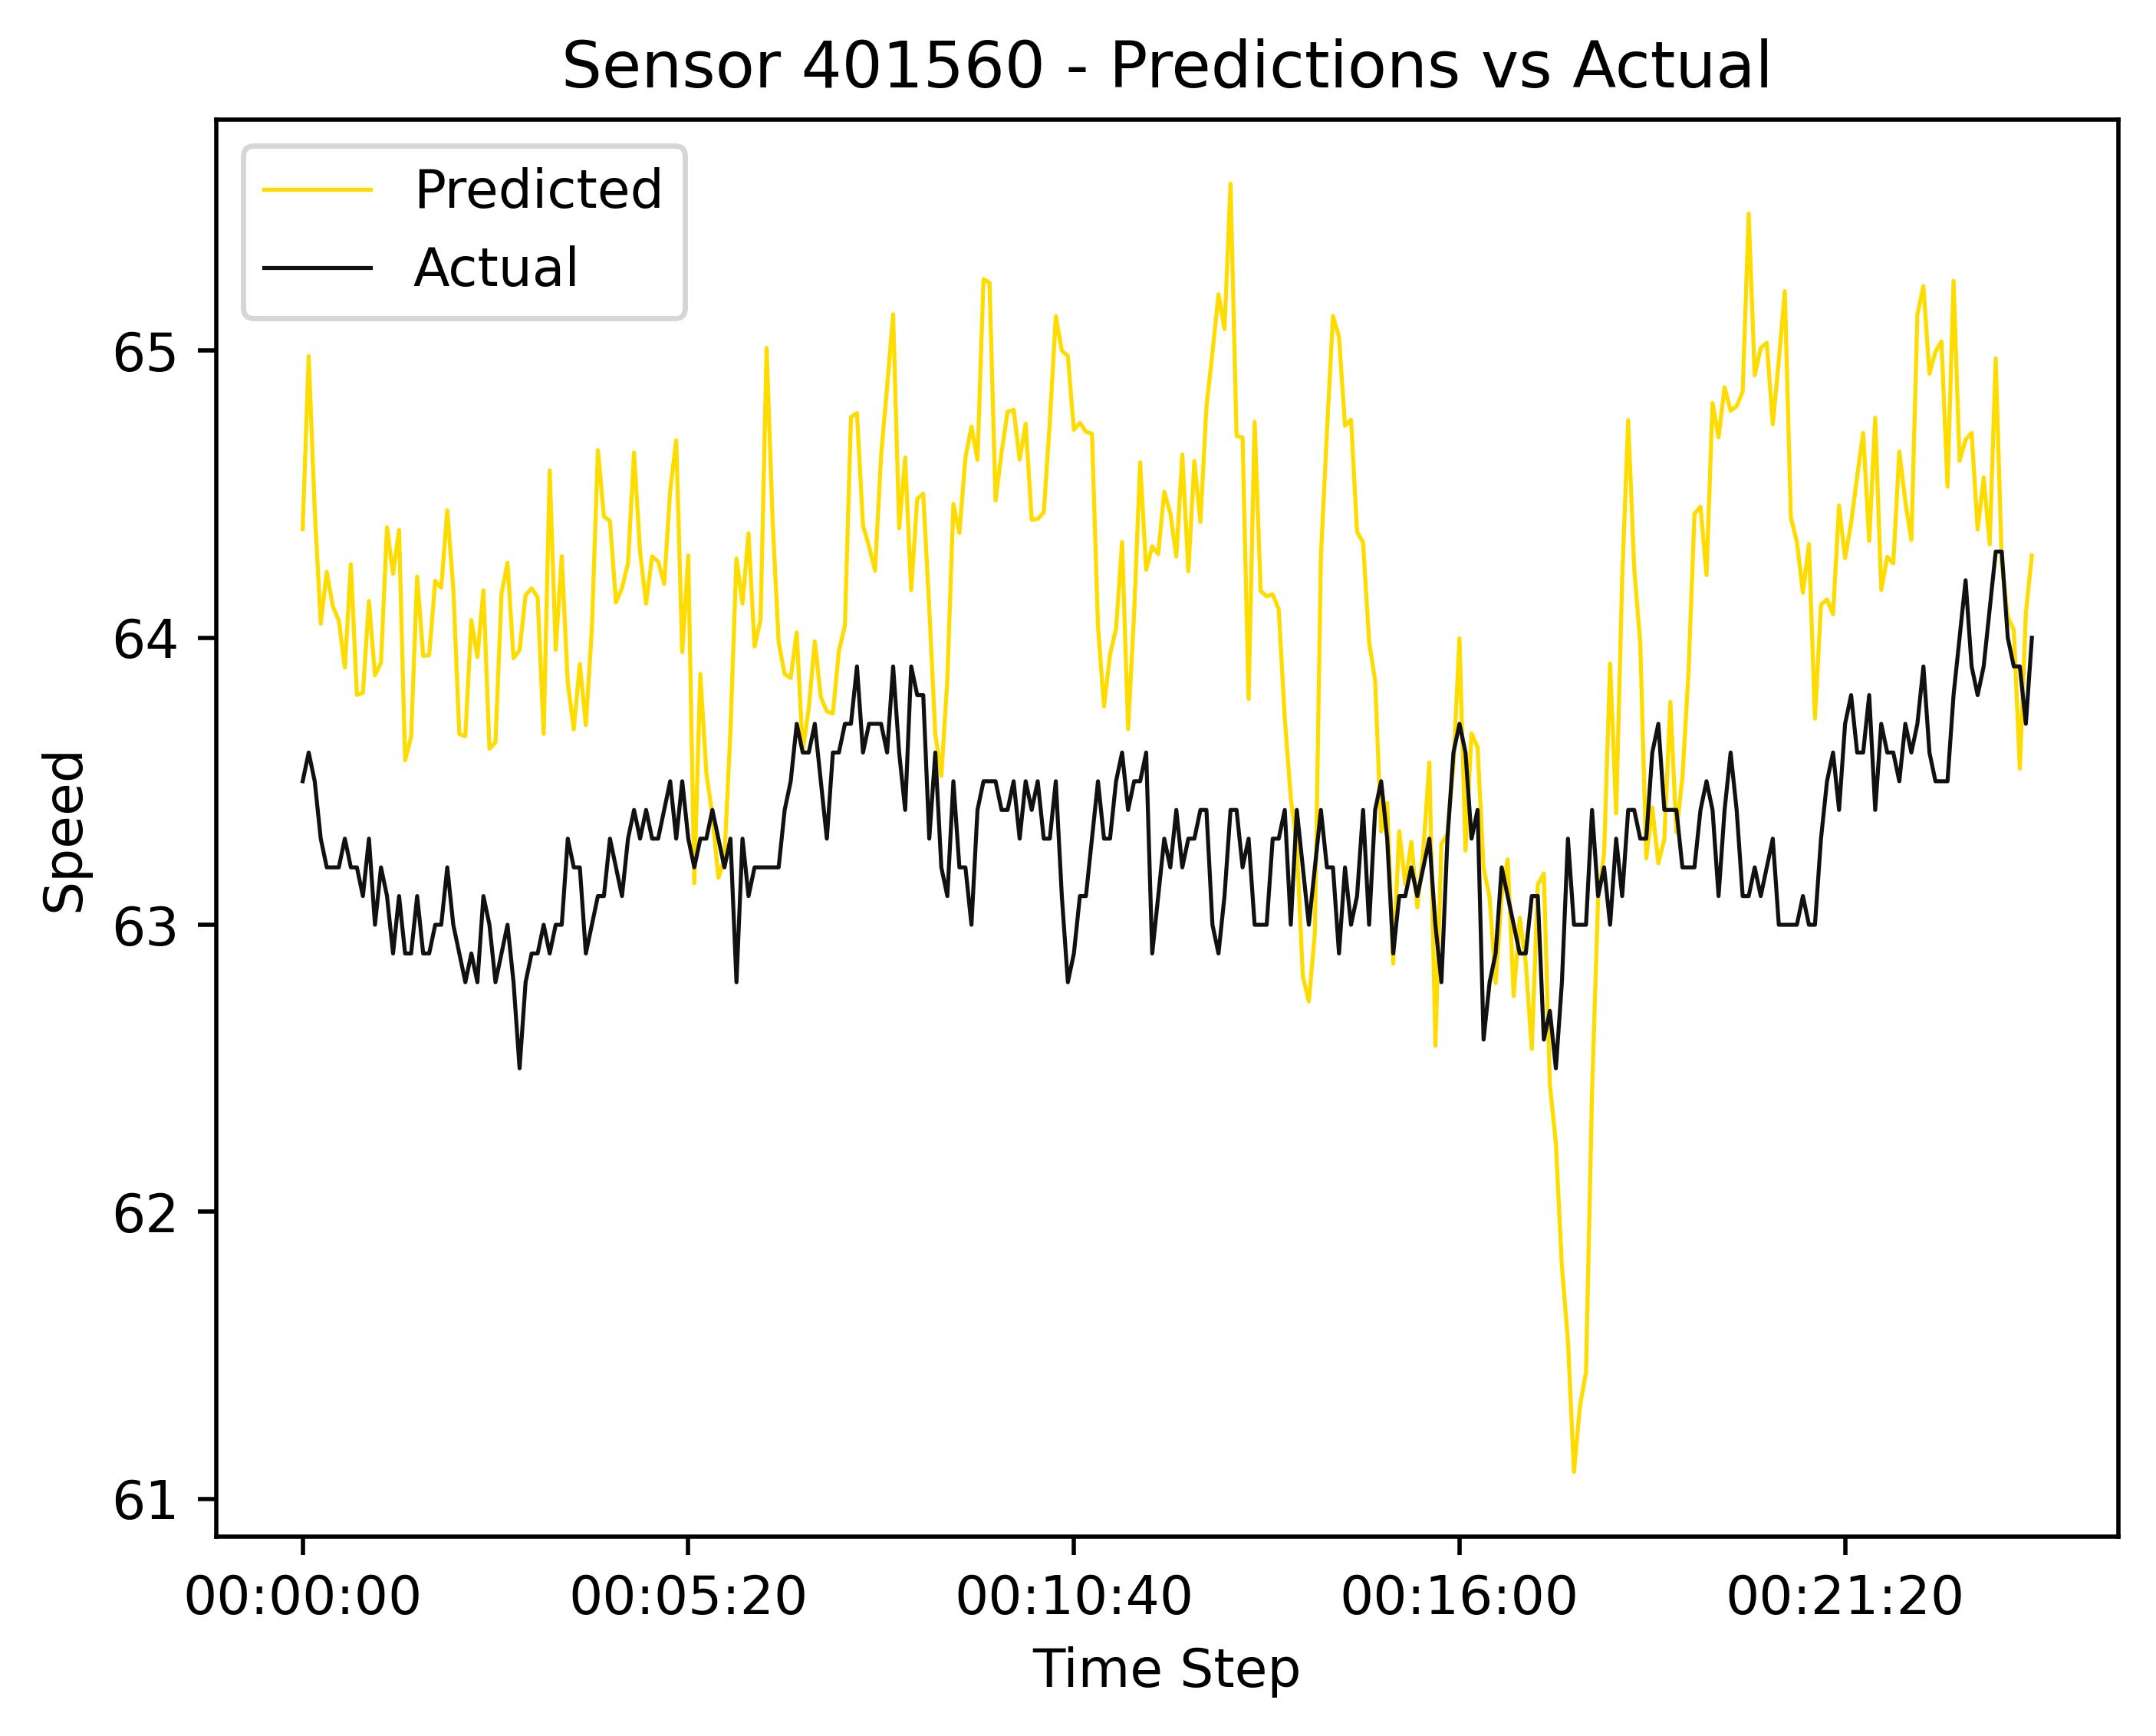 Sensor 401560 - Predictions vs Actual
Predicted
Actual
65
64
63
62
61
Speed
00:00:00 00:05:20 00:10:40 00:16:00 00:21:20
Time Step